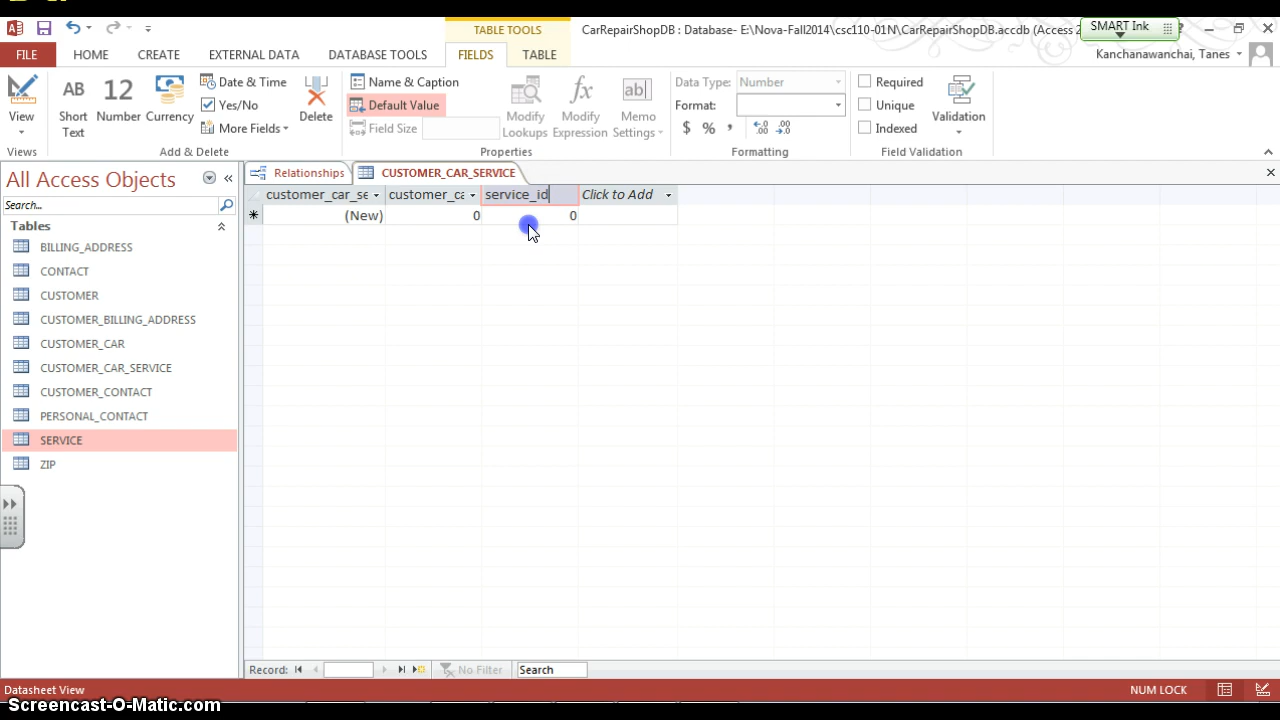 TABLE TOOLS
CarRepairShopDB : Database- E:\Nova-Fall2014\csc110-01N\CarRepairShopDB.accdb (Access 2
SMART Ink
FILE HOME CREATE EXTERNAL DATA DATABASE TOOLS FIELDS TABLE
Kanchanawanchai, Tanes
View
Views
AB
Short Text
12
Number
Currency
Date & Time
Yes/No
More Fields
Delete
Add & Delete
Name & Caption
Default Value
Field Size
Modify Lookups
fx
Modify Expression
ab
Memo Settings
Properties
Data Type: Number
Format:
$ % , .00 .00
Formatting
Required
Unique
Indexed
Validation
Field Validation
All Access Objects
Search...
Tables
BILLING_ADDRESS
CONTACT
CUSTOMER
CUSTOMER_BILLING_ADDRESS
CUSTOMER_CAR
CUSTOMER_CAR_SERVICE
CUSTOMER_CONTACT
PERSONAL_CONTACT
SERVICE
ZIP
Relationships CUSTOMER_CAR_SERVICE
customer_car_se customer_ca service_id Click to Add
* (New) 0 0
Record: No Filter Search
Datasheet View NUM LOCK
Screencast-O-Matic.com